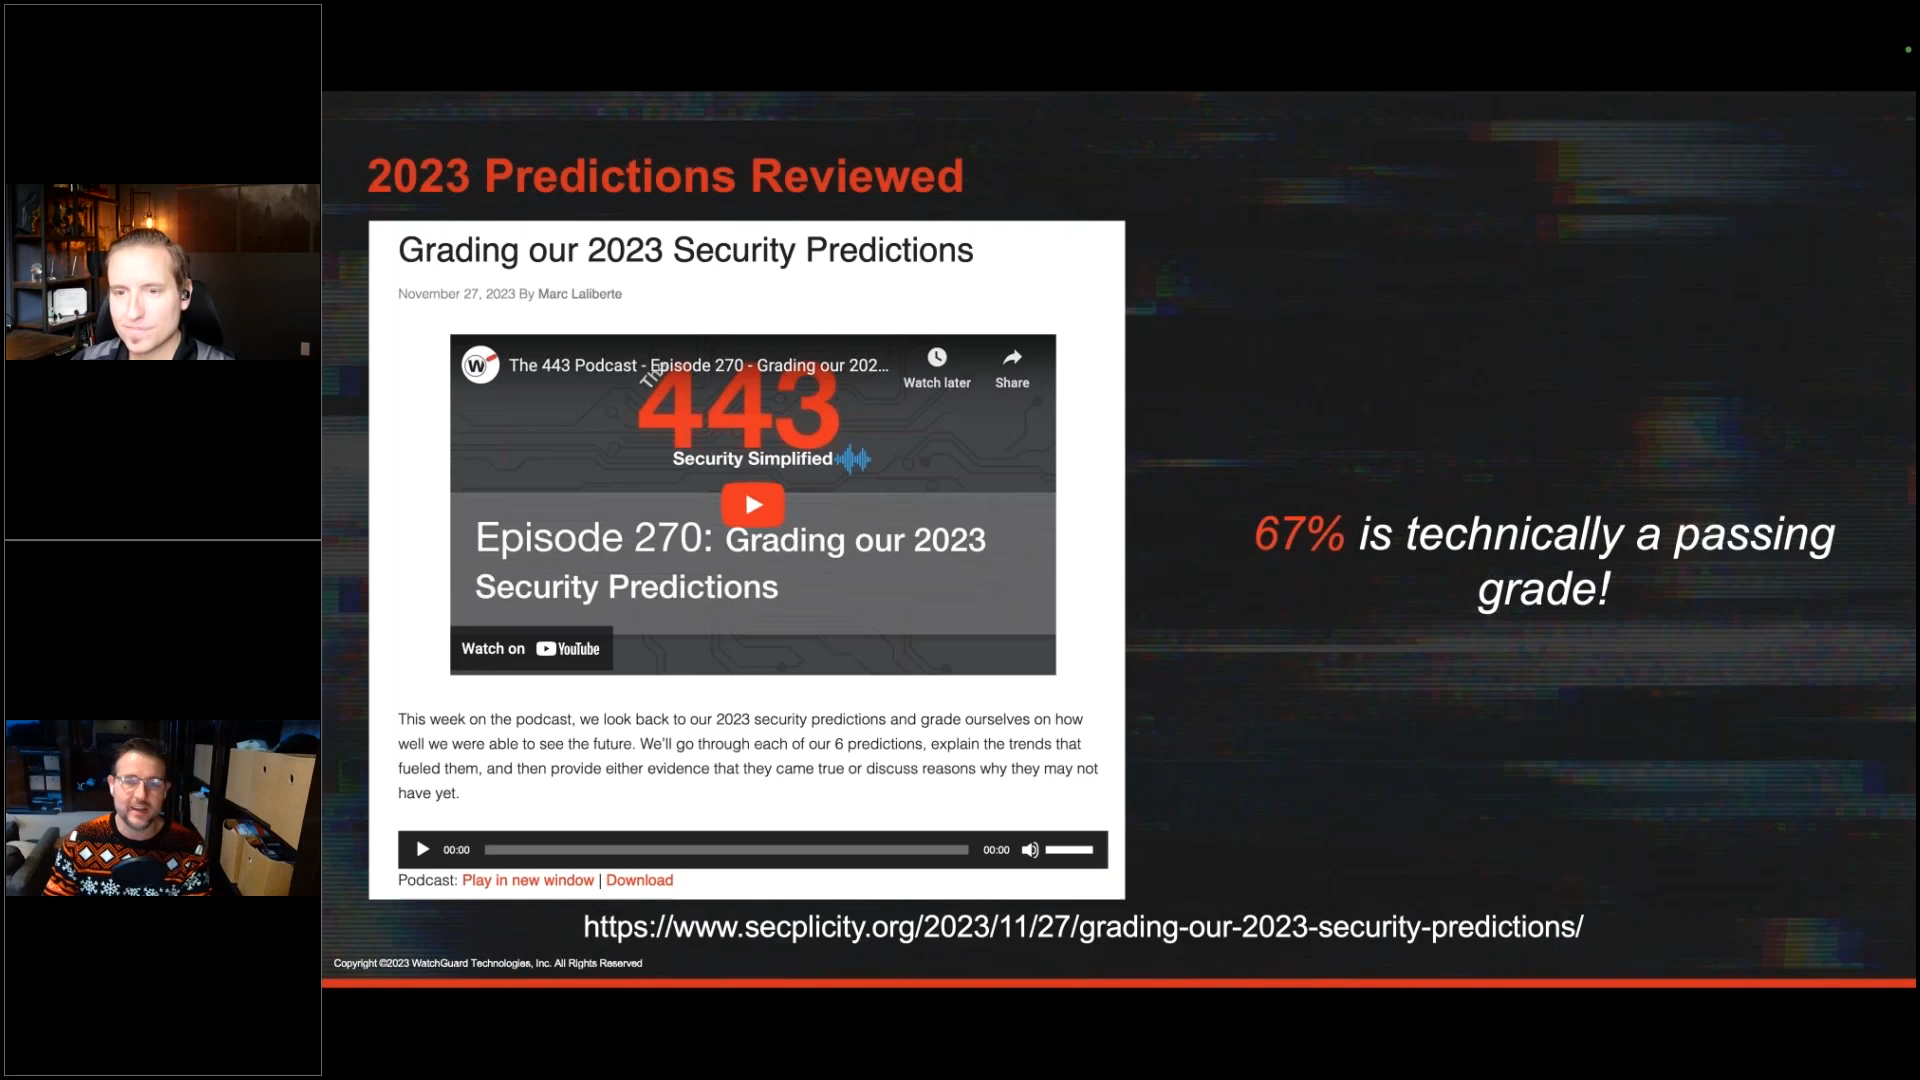 2023 Predictions Reviewed
Grading our 2023 Security Predictions
November 27, 2023 By Marc Laliberte
W
The 443 Podcast - Episode 270 - Grading our 202...
Watch later
Share
The
443
Security Simplified
Episode 270: Grading our 2023
Security Predictions
Watch on YouTube
This week on the podcast, we look back to our 2023 security predictions and grade ourselves on how
well we were able to see the future. We'll go through each of our 6 predictions, explain the trends that
fueled them, and then provide either evidence that they came true or discuss reasons why they may not
have yet.
00:00
00:00
Podcast: Play in new window | Download
67% is technically a passing
grade!
https://www.secplicity.org/2023/11/27/grading-our-2023-security-predictions/
Copyright ©2023 WatchGuard Technologies, Inc. All Rights Reserved